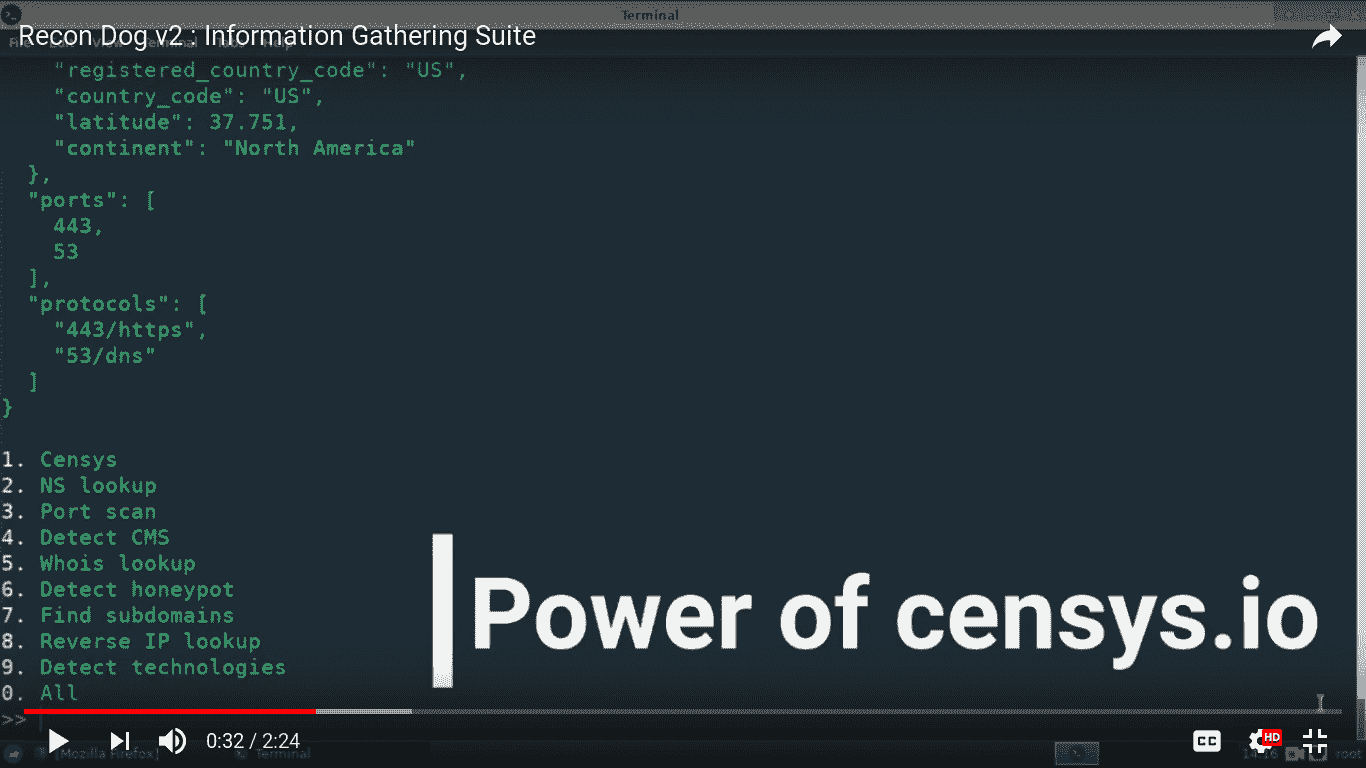 Terminal
Recon Dog v2 : Information Gathering Suite
"registered_country_code": "US",
"country_code": "US",
"latitude": 37.751,
"continent": "North America"
},
"ports": [
443,
53
],
"protocols": [
"443/https",
"53/dns"
]
}
1. Censys
2. NS lookup
3. Port scan
4. Detect CMS
5. Whois lookup
6. Detect honeypot
7. Find subdomains
8. Reverse IP lookup
9. Detect technologies
0. All
>>
Power of censys.io
0:32 / 2:24
CC
HD
[Mozilla Firefox]
Terminal
14:16
root